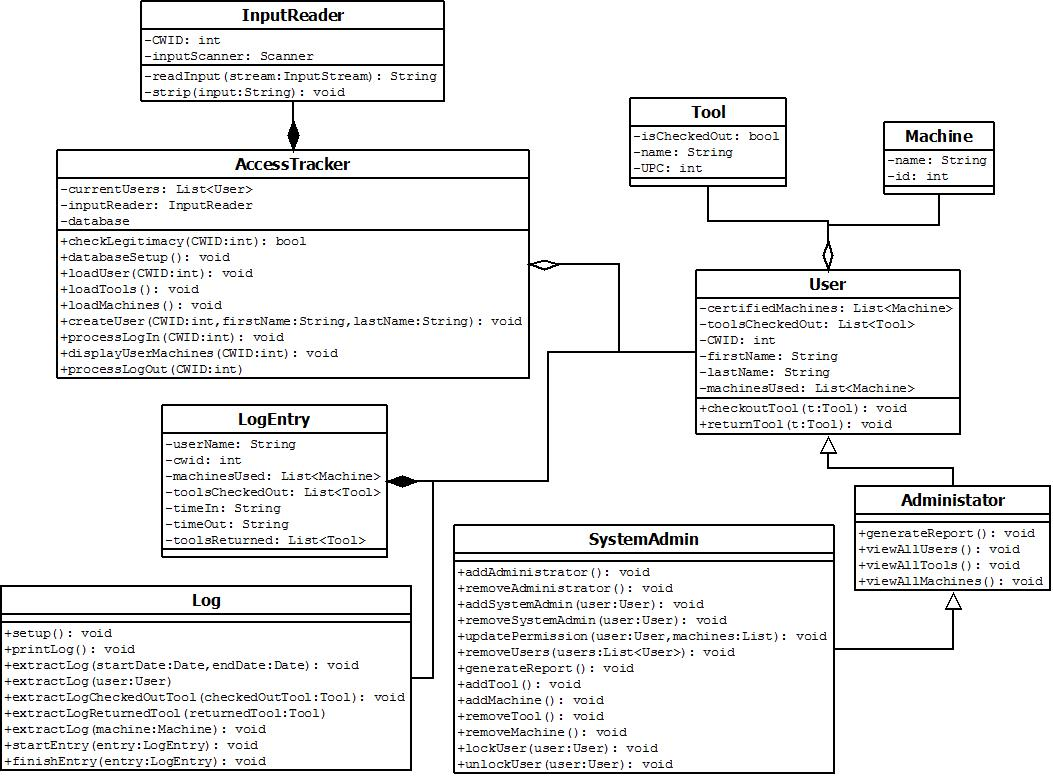 InputReader
-CWID: int
-inputScanner: Scanner
-readInput(stream:InputStream): String
-strip(input:String): void
Tool
-isCheckedOut: bool
-name: String
-UPC: int
Machine
-name: String
-id: int
AccessTracker
-currentUsers: List<User>
-inputReader: InputReader
-database
+checkLegitimacy(CWID:int): bool
+databaseSetup(): void
+loadUser(CWID:int): void
+loadTools(): void
+loadMachines(): void
+createUser(CWID:int,firstName:String,lastName:String): void
+processLogIn(CWID:int): void
+displayUserMachines(CWID:int): void
+processLogOut(CWID:int)
User
-certifiedMachines: List<Machine>
-toolsCheckedOut: List<Tool>
-CWID: int
-firstName: String
-lastName: String
-machinesUsed: List<Machine>
+checkoutTool(t:Tool): void
+returnTool(t:Tool): void
LogEntry
-userName: String
-cwid: int
-machinesUsed: List<Machine>
-toolsCheckedOut: List<Tool>
-timeIn: String
-timeOut: String
-toolsReturned: List<Tool>
Administator
+generateReport(): void
+viewAllUsers(): void
+viewAllTools(): void
+viewAllMachines(): void
SystemAdmin
+addAdministrator(): void
+removeAdministrator(): void
+addSystemAdmin(user:User): void
+removeSystemAdmin(user:User): void
+updatePermission(user:User,machines:List): void
+removeUsers(users:List<User>): void
+generateReport(): void
+addTool(): void
+addMachine(): void
+removeTool(): void
+removeMachine(): void
+lockUser(user:User): void
+unlockUser(user:User): void
Log
+setup(): void
+printLog(): void
+extractLog(startDate:Date,endDate:Date): void
+extractLog(user:User)
+extractLogCheckedOutTool(checkedOutTool:Tool): void
+extractLogReturnedTool(returnedTool:Tool)
+extractLog(machine:Machine): void
+startEntry(entry:LogEntry): void
+finishEntry(entry:LogEntry): void